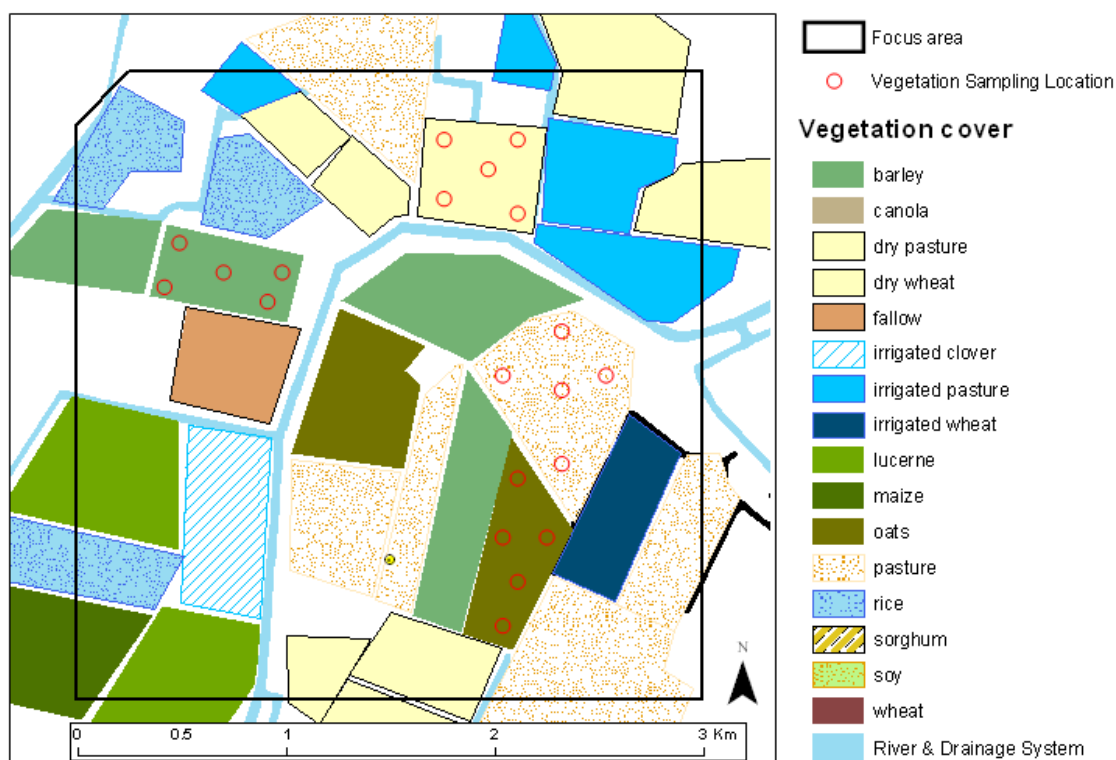 Focus area
Vegetation Sampling Location
Vegetation cover
barley
canola
dry pasture
dry wheat
fallow
irrigated clover
irrigated pasture
irrigated wheat
lucerne
maize
oats
pasture
rice
sorghum
soy
wheat
River & Drainage System
N
0 0.5 1 2 3 Km